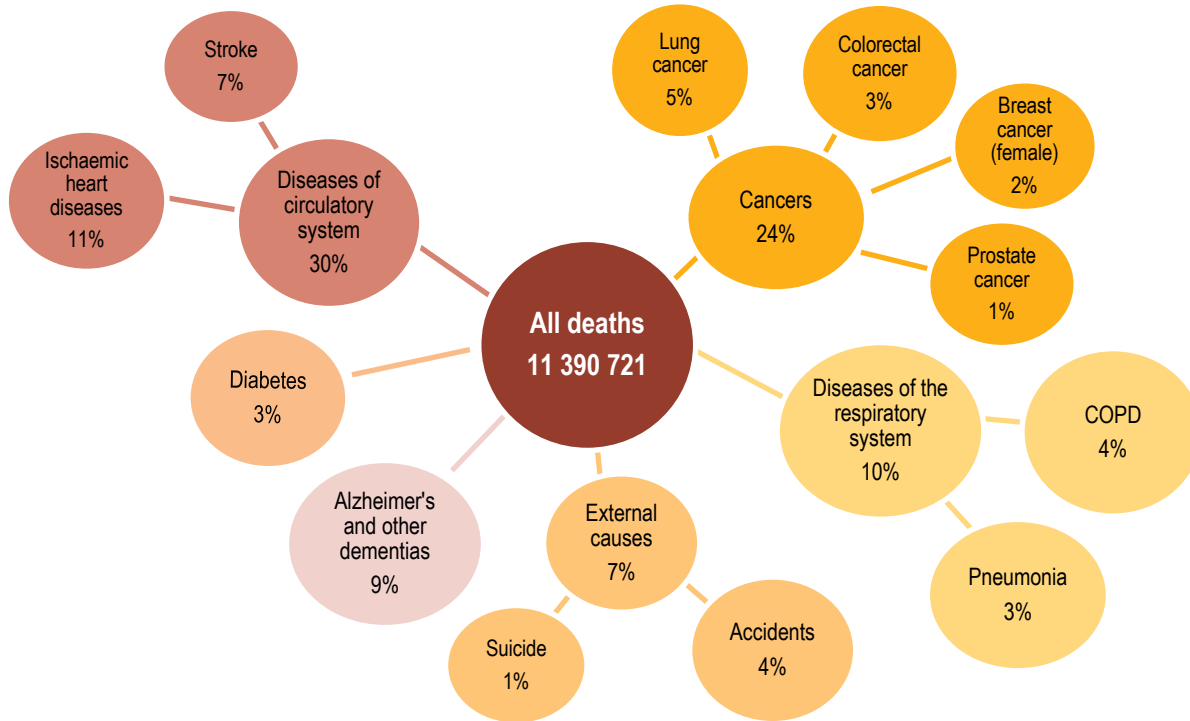 Stroke
7%
Ischaemic
heart
diseases
11%
Diseases of
circulatory
system
30%
Lung
cancer
5%
Colorectal
cancer
3%
Breast
cancer
(female)
2%
Cancers
24%
Prostate
cancer
1%
All deaths
11 390 721
Diabetes
3%
Diseases of the
respiratory
system
10%
COPD
4%
Alzheimer's
and other
dementias
9%
External
causes
7%
Pneumonia
3%
Suicide
1%
Accidents
4%